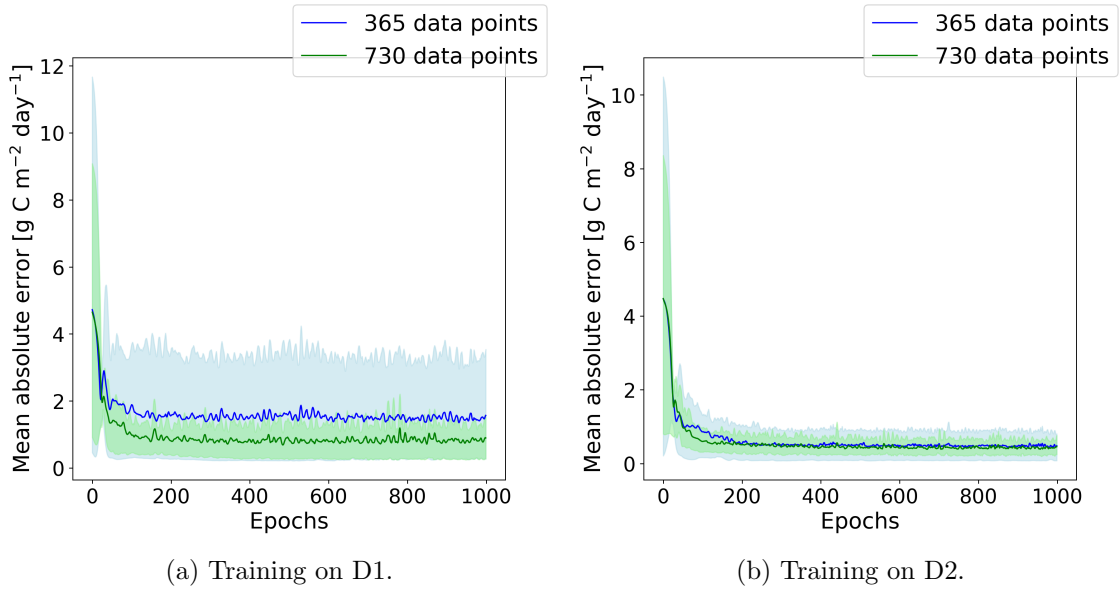 365 data points
730 data points
Mean absolute error [g C m⁻² day⁻¹]
12
10
8
6
4
2
0
0 200 400 600 800 1000
Epochs
(a) Training on D1.
365 data points
730 data points
Mean absolute error [g C m⁻² day⁻¹]
10
8
6
4
2
0
0 200 400 600 800 1000
Epochs
(b) Training on D2.